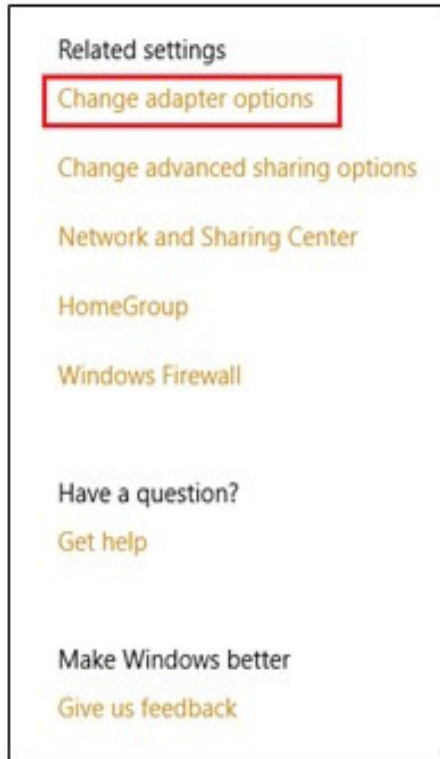 Related settings
Change adapter options
Change advanced sharing options
Network and Sharing Center
HomeGroup
Windows Firewall
Have a question?
Get help
Make Windows better
Give us feedback